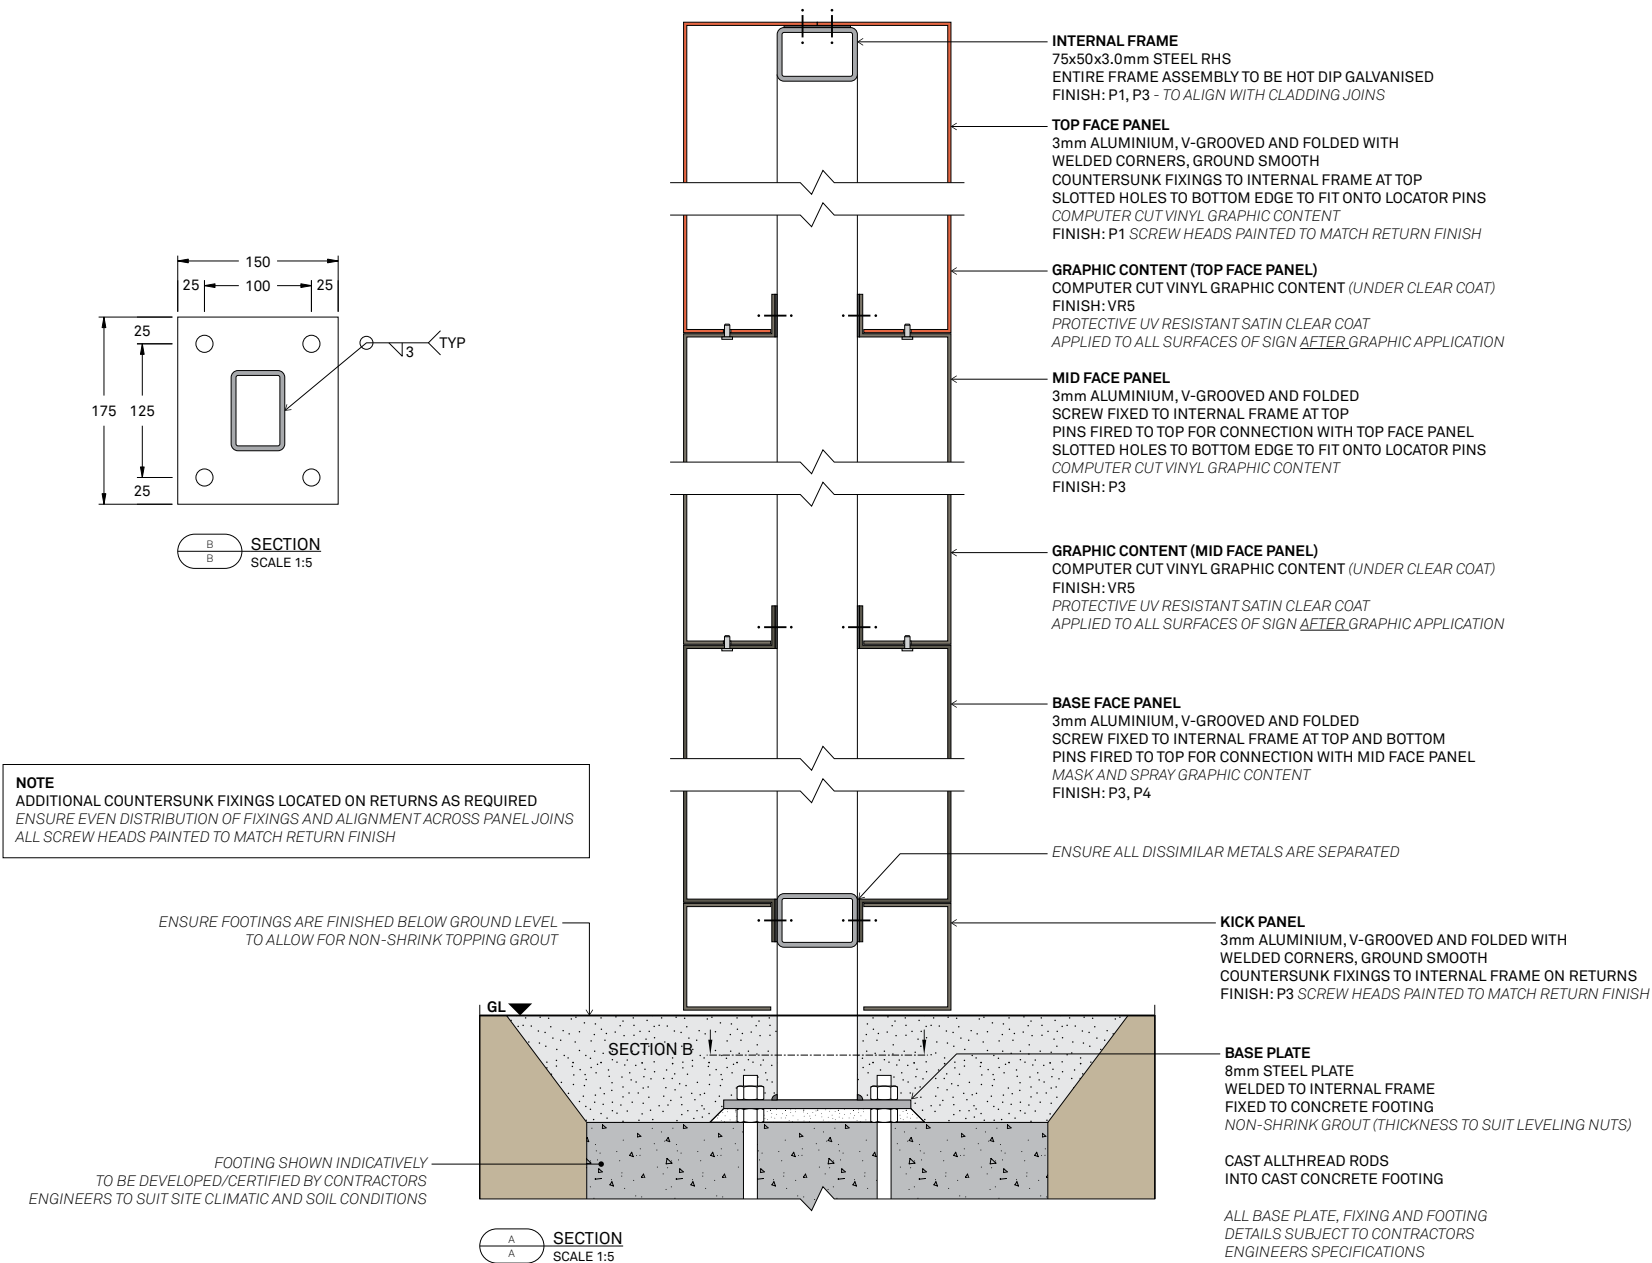 INTERNAL FRAME
75x50x3.0mm STEEL RHS
ENTIRE FRAME ASSEMBLY TO BE HOT DIP GALVANISED
FINISH: P1, P3 - TO ALIGN WITH CLADDING JOINS
TOP FACE PANEL
3mm ALUMINIUM, V-GROOVED AND FOLDED WITH
WELDED CORNERS, GROUND SMOOTH
COUNTERSUNK FIXINGS TO INTERNAL FRAME AT TOP
SLOTTED HOLES TO BOTTOM EDGE TO FIT ONTO LOCATOR PINS
COMPUTER CUT VINYL GRAPHIC CONTENT
FINISH: P1 SCREW HEADS PAINTED TO MATCH RETURN FINISH
GRAPHIC CONTENT (TOP FACE PANEL)
COMPUTER CUT VINYL GRAPHIC CONTENT (UNDER CLEAR COAT)
FINISH: VR5
PROTECTIVE UV RESISTANT SATIN CLEAR COAT
APPLIED TO ALL SURFACES OF SIGN AFTER GRAPHIC APPLICATION
MID FACE PANEL
3mm ALUMINIUM, V-GROOVED AND FOLDED
SCREW FIXED TO INTERNAL FRAME AT TOP
PINS FIRED TO TOP FOR CONNECTION WITH TOP FACE PANEL
SLOTTED HOLES TO BOTTOM EDGE TO FIT ONTO LOCATOR PINS
COMPUTER CUT VINYL GRAPHIC CONTENT
FINISH: P3
GRAPHIC CONTENT (MID FACE PANEL)
COMPUTER CUT VINYL GRAPHIC CONTENT (UNDER CLEAR COAT)
FINISH: VR5
PROTECTIVE UV RESISTANT SATIN CLEAR COAT
APPLIED TO ALL SURFACES OF SIGN AFTER GRAPHIC APPLICATION
BASE FACE PANEL
3mm ALUMINIUM, V-GROOVED AND FOLDED
SCREW FIXED TO INTERNAL FRAME AT TOP AND BOTTOM
PINS FIRED TO TOP FOR CONNECTION WITH MID FACE PANEL
MASK AND SPRAY GRAPHIC CONTENT
FINISH: P3, P4
ENSURE ALL DISSIMILAR METALS ARE SEPARATED
KICK PANEL
3mm ALUMINIUM, V-GROOVED AND FOLDED WITH
WELDED CORNERS, GROUND SMOOTH
COUNTERSUNK FIXINGS TO INTERNAL FRAME ON RETURNS
FINISH: P3 SCREW HEADS PAINTED TO MATCH RETURN FINISH
BASE PLATE
8mm STEEL PLATE
WELDED TO INTERNAL FRAME
FIXED TO CONCRETE FOOTING
NON-SHRINK GROUT (THICKNESS TO SUIT LEVELING NUTS)
CAST ALLTHREAD RODS
INTO CAST CONCRETE FOOTING
ALL BASE PLATE, FIXING AND FOOTING
DETAILS SUBJECT TO CONTRACTORS
ENGINEERS SPECIFICATIONS
150
25 100 25
25
175 125
25
3
TYP
B
B
SECTION
SCALE 1:5
NOTE
ADDITIONAL COUNTERSUNK FIXINGS LOCATED ON RETURNS AS REQUIRED
ENSURE EVEN DISTRIBUTION OF FIXINGS AND ALIGNMENT ACROSS PANEL JOINS
ALL SCREW HEADS PAINTED TO MATCH RETURN FINISH
ENSURE FOOTINGS ARE FINISHED BELOW GROUND LEVEL
TO ALLOW FOR NON-SHRINK TOPPING GROUT
GL
SECTION B
FOOTING SHOWN INDICATIVELY
TO BE DEVELOPED/CERTIFIED BY CONTRACTORS
ENGINEERS TO SUIT SITE CLIMATIC AND SOIL CONDITIONS
A
A
SECTION
SCALE 1:5